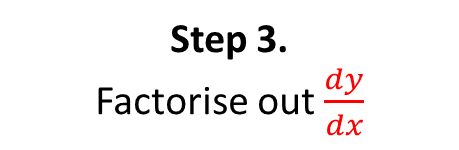 Step 3.
Factorise out dy/dx